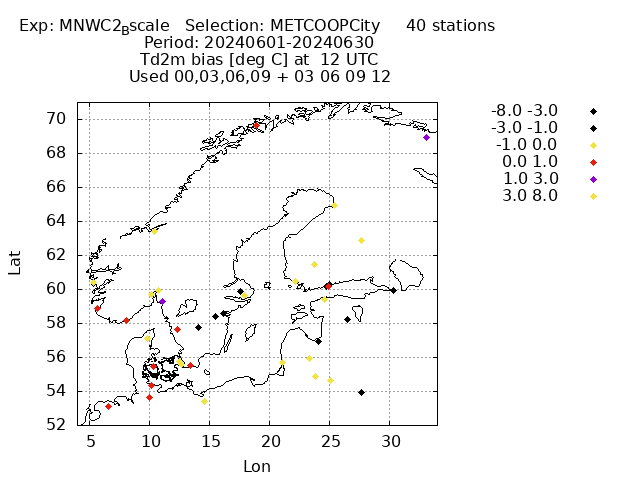 Exp: MNWC2Bscale   Selection: METCOOPCity     40 stations
Period: 20240601-20240630
Td2m bias [deg C] at  12 UTC
Used 00,03,06,09 + 03 06 09 12
-8.0 -3.0
-3.0 -1.0
-1.0 0.0
0.0 1.0
1.0 3.0
3.0 8.0
70
68
66
64
62
60
58
56
54
52
Lat
5 10 15 20 25 30
Lon